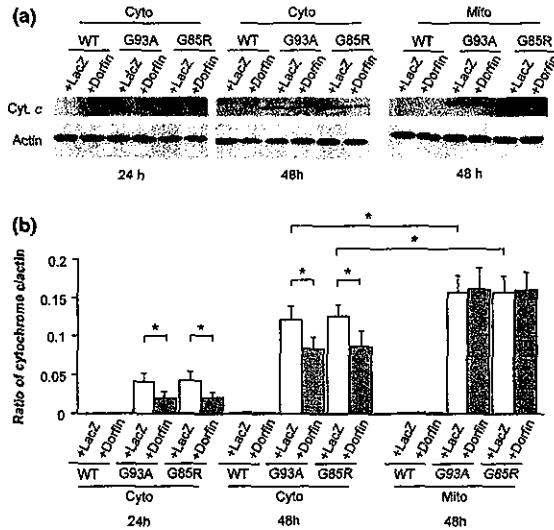 (a)
Cyto Cyto Mito
WT G93A G85R WT G93A G85R WT G93A G85R
+LacZ +Dorfin +LacZ +Dorfin +LacZ +Dorfin +LacZ +Dorfin +LacZ +Dorfin +LacZ +Dorfin +LacZ +Dorfin +LacZ +Dorfin +LacZ +Dorfin
Cyt. c
Actin
24 h 48h 48 h
(b)
*
*
* *
* *
Ratio of cytochrome c/actin
0.2
0.15
0.1
0.05
0
+LacZ +Dorfin +LacZ +Dorfin +LacZ +Dorfin +LacZ +Dorfin +LacZ +Dorfin +LacZ +Dorfin +LacZ +Dorfin +LacZ +Dorfin +LacZ +Dorfin
WT G93A G85R WT G93A G85R WT G93A G85R
Cyto Cyto Mito
24h 48h 48h